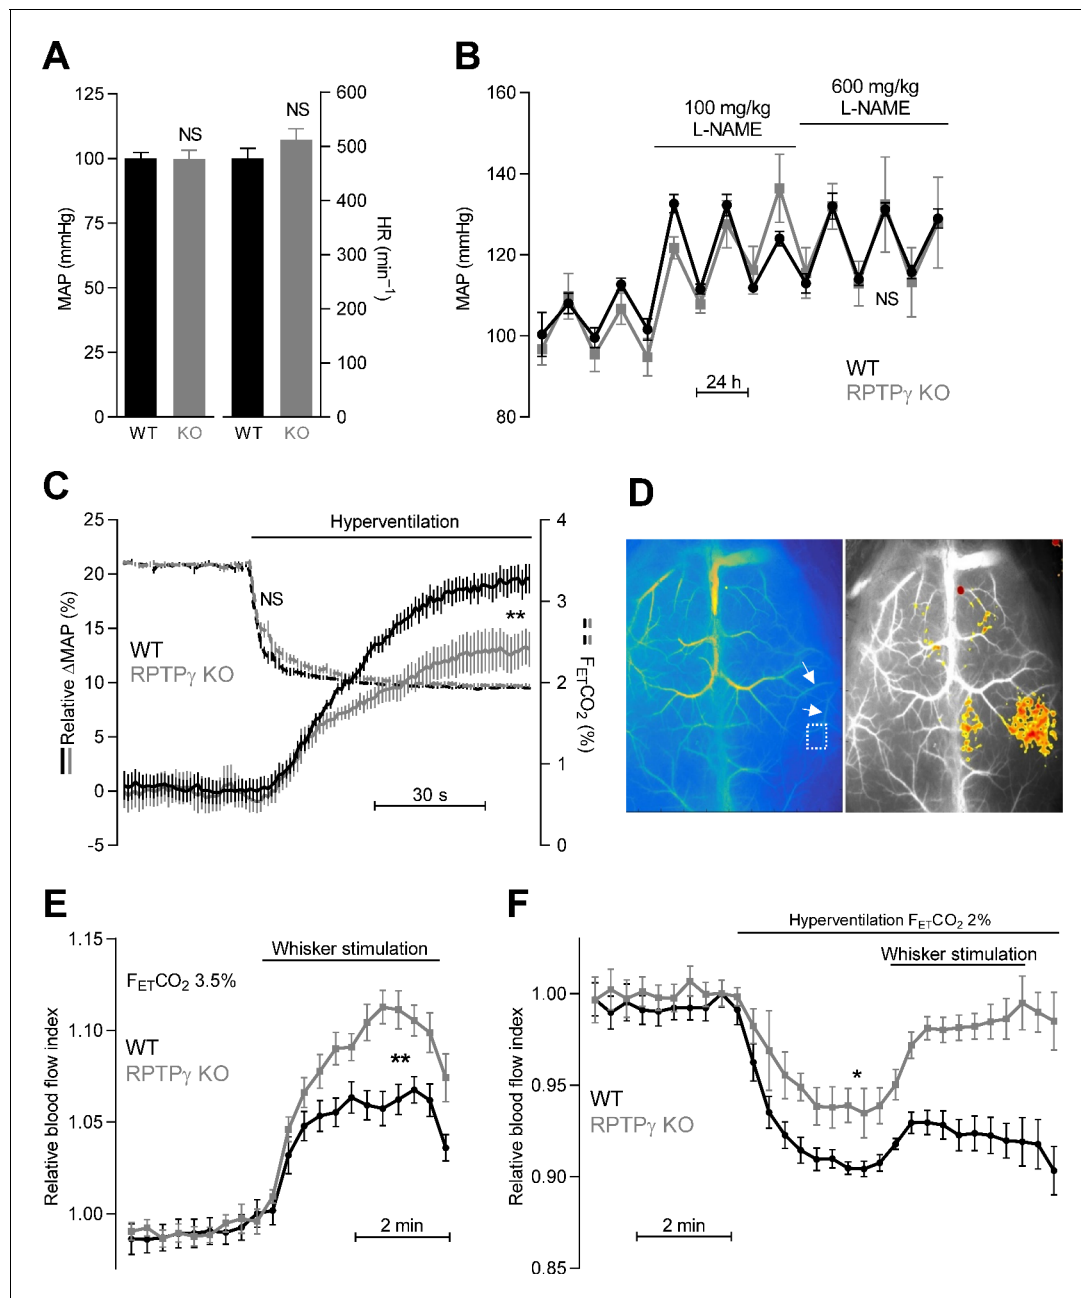 A
125
100
75
50
25
0
MAP (mmHg)
NS
NS
WT
KO
WT
KO
600
500
400
300
200
100
0
HR (min⁻¹)
B
160
140
120
100
80
MAP (mmHg)
100 mg/kg
L-NAME
600 mg/kg
L-NAME
NS
24 h
WT
RPTPγ KO
C
25
20
15
10
5
0
-5
Relative ΔMAP (%)
Hyperventilation
NS
**
WT
RPTPγ KO
30 s
4
3
2
1
0
FETCO2 (%)
D
E
1.15
1.10
1.05
1.00
Relative blood flow index
Whisker stimulation
FETCO2 3.5%
WT
RPTPγ KO
**
2 min
F
Hyperventilation FETCO2 2%
Whisker stimulation
1.00
0.95
0.90
0.85
Relative blood flow index
*
WT
RPTPγ KO
2 min